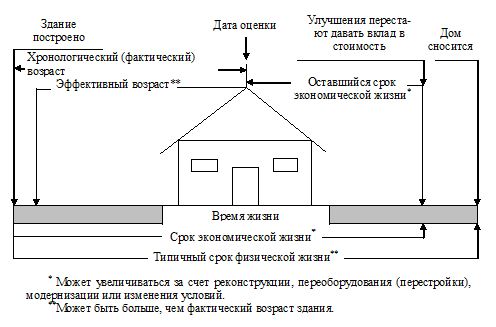 Здание
построено
Дата оценки
Улучшения переста-
ют давать вклад в
стоимость
Дом
сносится
Хронологический (фактический)
возраст
Эффективный возраст**
Оставшийся срок
экономической жизни*
Время жизни
Срок экономической жизни*
Типичный срок физической жизни**
* Может увеличиваться за счет реконструкции, переоборудования (перестройки),
модернизации или изменения условий.
**Может быть больше, чем фактический возраст здания.